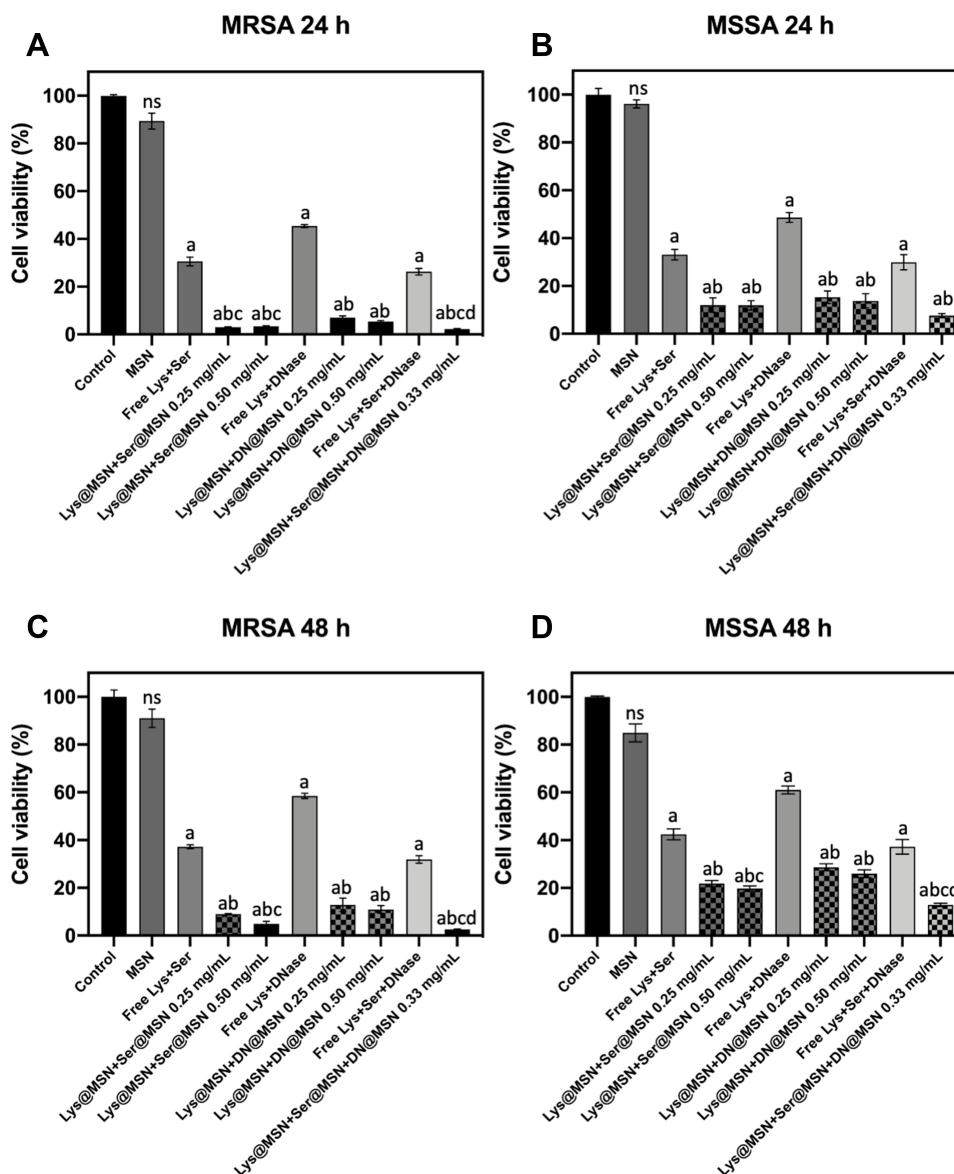 A
MRSA 24 h
Cell viability (%)
100
80
60
40
20
0
ns
a
abc
abc
a
ab
ab
a
abcd
Control
MSN
Free Lys+Ser
Lys@MSN+Ser@MSN 0.25 mg/mL
Lys@MSN+Ser@MSN 0.50 mg/mL
Free Lys+DNase
Lys@MSN+DN@MSN 0.25 mg/mL
Lys@MSN+DN@MSN 0.50 mg/mL
Free Lys+Ser+DNase
Lys@MSN+Ser@MSN+DN@MSN 0.33 mg/mL
B
MSSA 24 h
Cell viability (%)
100
80
60
40
20
0
ns
a
ab
ab
a
ab
ab
a
ab
Control
MSN
Free Lys+Ser
Lys@MSN+Ser@MSN 0.25 mg/mL
Lys@MSN+Ser@MSN 0.50 mg/mL
Free Lys+DNase
Lys@MSN+DN@MSN 0.25 mg/mL
Lys@MSN+DN@MSN 0.50 mg/mL
Free Lys+Ser+DNase
Lys@MSN+Ser@MSN+DN@MSN 0.33 mg/mL
C
MRSA 48 h
Cell viability (%)
100
80
60
40
20
0
ns
a
ab
abc
a
ab
ab
a
abcd
Control
MSN
Free Lys+Ser
Lys@MSN+Ser@MSN 0.25 mg/mL
Lys@MSN+Ser@MSN 0.50 mg/mL
Free Lys+DNase
Lys@MSN+DN@MSN 0.25 mg/mL
Lys@MSN+DN@MSN 0.50 mg/mL
Free Lys+Ser+DNase
Lys@MSN+Ser@MSN+DN@MSN 0.33 mg/mL
D
MSSA 48 h
Cell viability (%)
100
80
60
40
20
0
ns
a
ab
abc
a
ab
ab
a
abcd
Control
MSN
Free Lys+Ser
Lys@MSN+Ser@MSN 0.25 mg/mL
Lys@MSN+Ser@MSN 0.50 mg/mL
Free Lys+DNase
Lys@MSN+DN@MSN 0.25 mg/mL
Lys@MSN+DN@MSN 0.50 mg/mL
Free Lys+Ser+DNase
Lys@MSN+Ser@MSN+DN@MSN 0.33 mg/mL